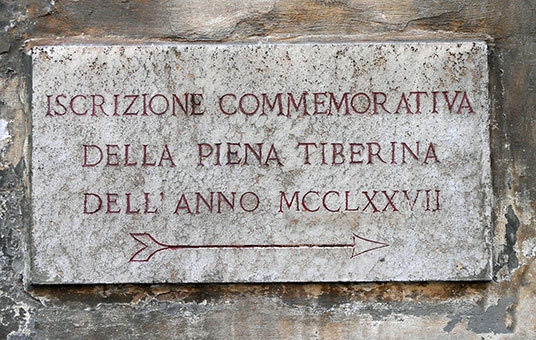 ISCRIZIONE COMMEMORATIVA
DELLA PIENA TIBERINA
DELL' ANNO MCCLXXVII